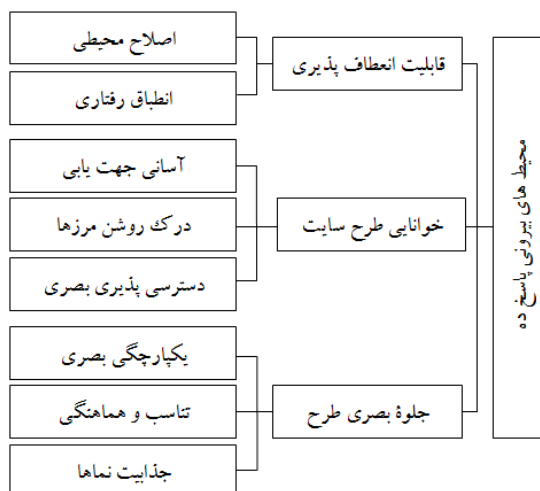 محیط های بیرونی پاسخ ده
قابلیت انعطاف پذیری
اصلاح محیطی
انطباق رفتاری
خوانایی طرح سایت
آسانی جهت یابی
درک روشن مرزها
دسترسی پذیری بصری
جلوۀ بصری طرح
یکپارچگی بصری
تناسب و هماهنگی
جذابیت نماها